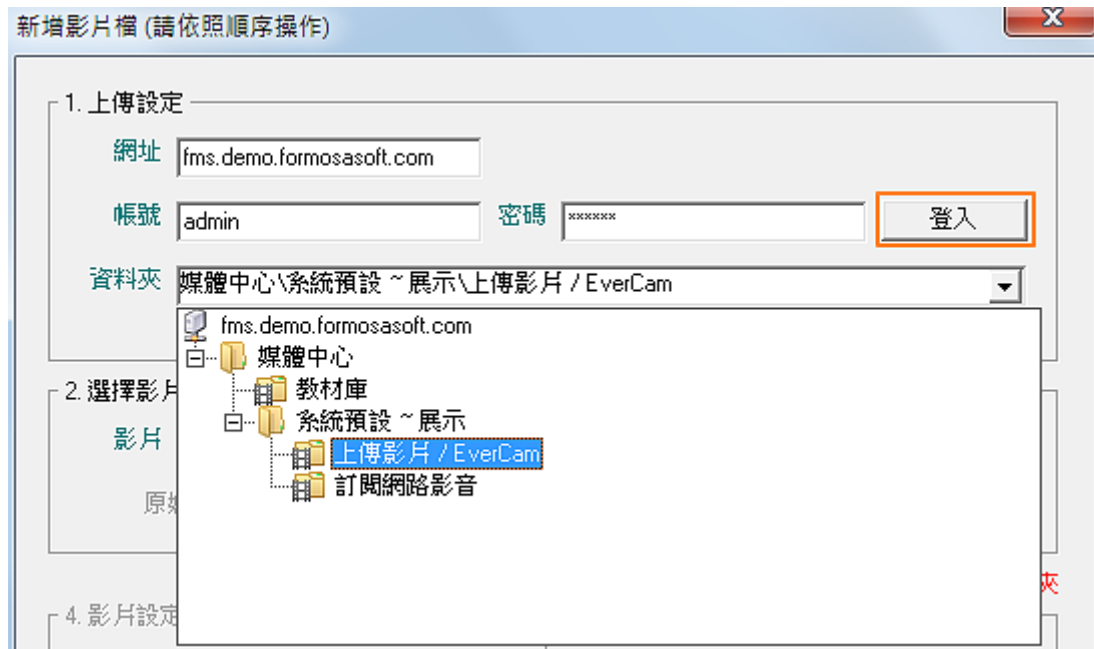 新增影片檔 (請依照順序操作)
1. 上傳設定
網址 fms.demo.formosasoft.com
帳號 admin 密碼 ****** 登入
資料夾 媒體中心\系統預設 ~ 展示\上傳影片 / EverCam
fms.demo.formosasoft.com
媒體中心
教材庫
系統預設 ~ 展示
上傳影片 / EverCam
訂閱網路影音
2. 選擇影片
影片
原
夾
4. 影片設定